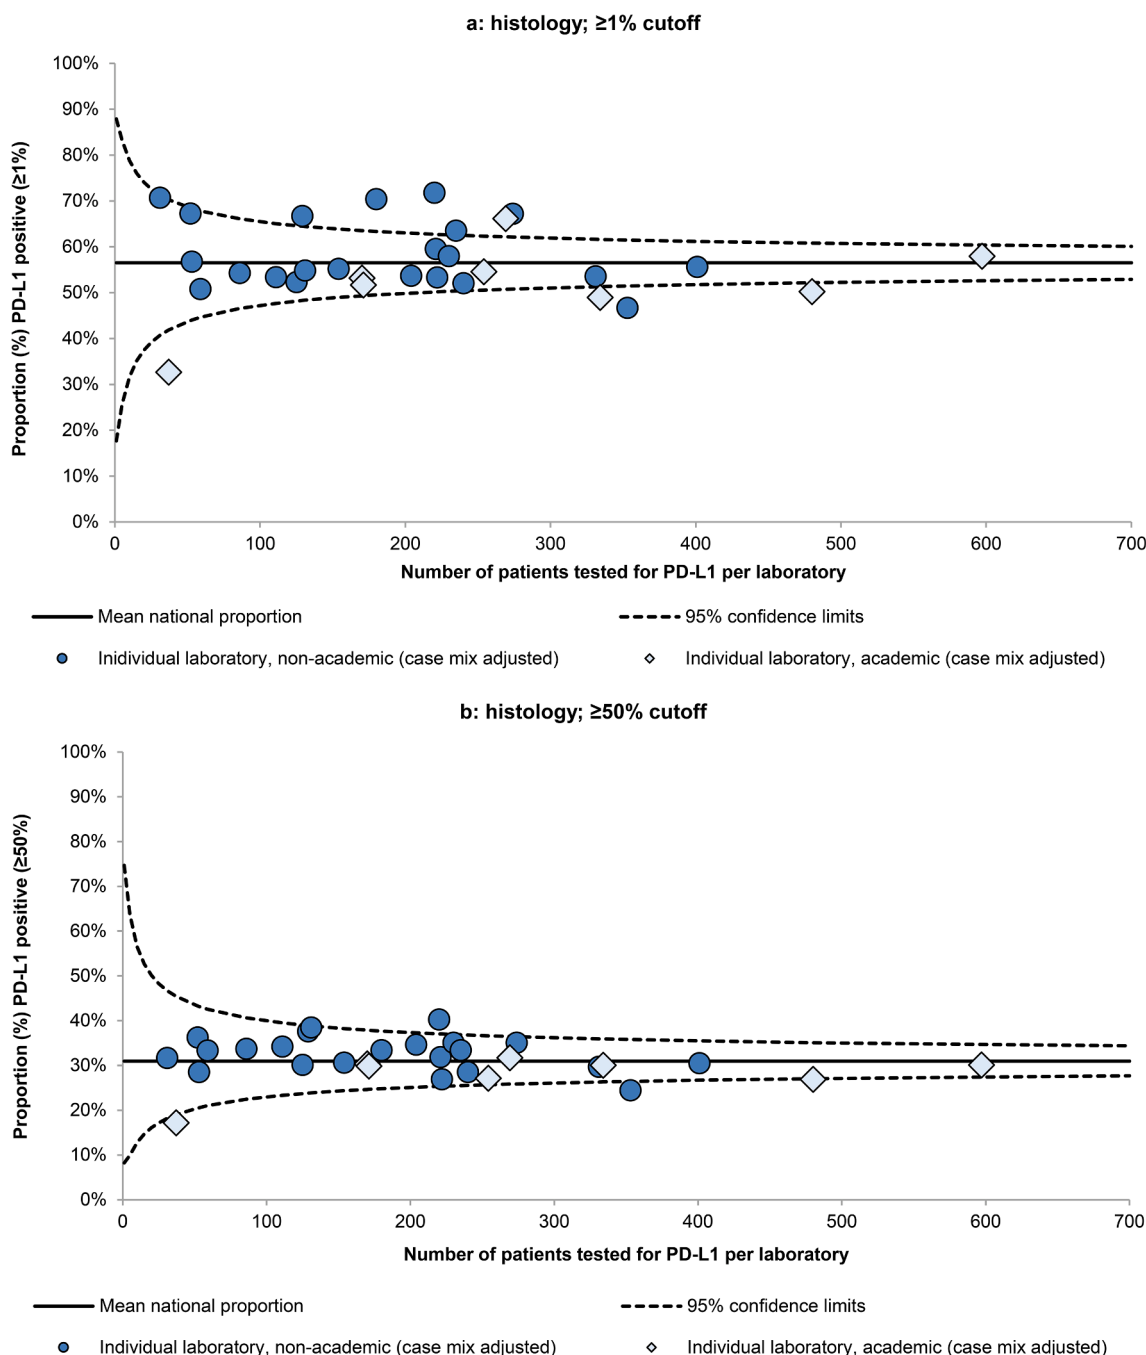 a: histology; ≥1% cutoff
100%
90%
80%
70%
60%
50%
40%
30%
20%
10%
0%
Proportion (%) PD-L1 positive (≥1%)
0 100 200 300 400 500 600 700
Number of patients tested for PD-L1 per laboratory
Mean national proportion 95% confidence limits
Inidividual laboratory, non-academic (case mix adjusted) Individual laboratory, academic (case mix adjusted)
b: histology; ≥50% cutoff
100%
90%
80%
70%
60%
50%
40%
30%
20%
10%
0%
Proportion (%) PD-L1 positive (≥50%)
0 100 200 300 400 500 600 700
Number of patients tested for PD-L1 per laboratory
Mean national proportion 95% confidence limits
Individual laboratory, non-academic (case mix adjusted) Individual laboratory, academic (case mix adjusted)